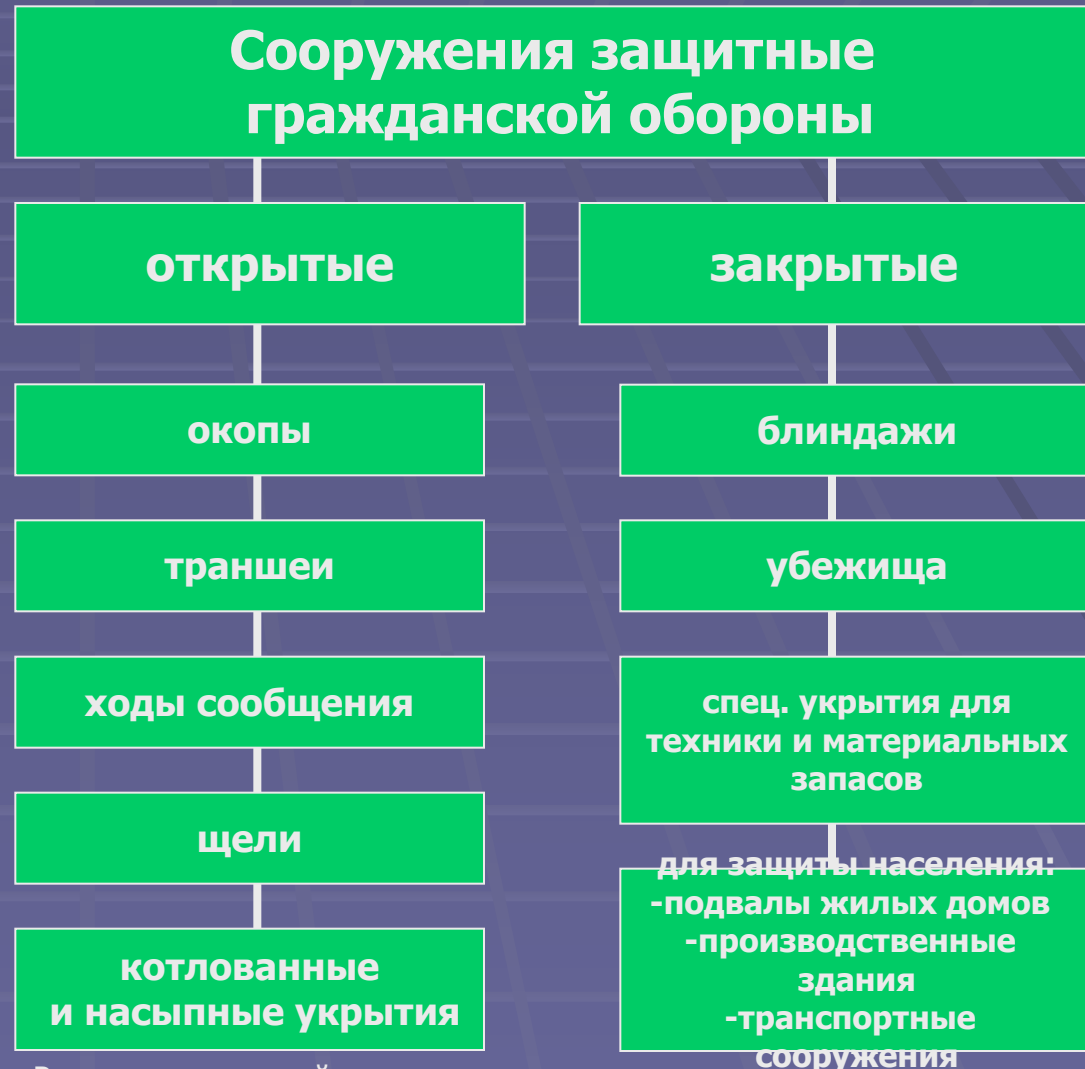 Сооружения защитные
гражданской обороны
открытые
закрытые
окопы
блиндажи
траншеи
убежища
ходы сообщения
спец. укрытия для
техники и материальных
запасов
щели
для защиты населения:
-подвалы жилых домов
-производственные
здания
-транспортные
сооружения
котлованные
и насыпные укрытия